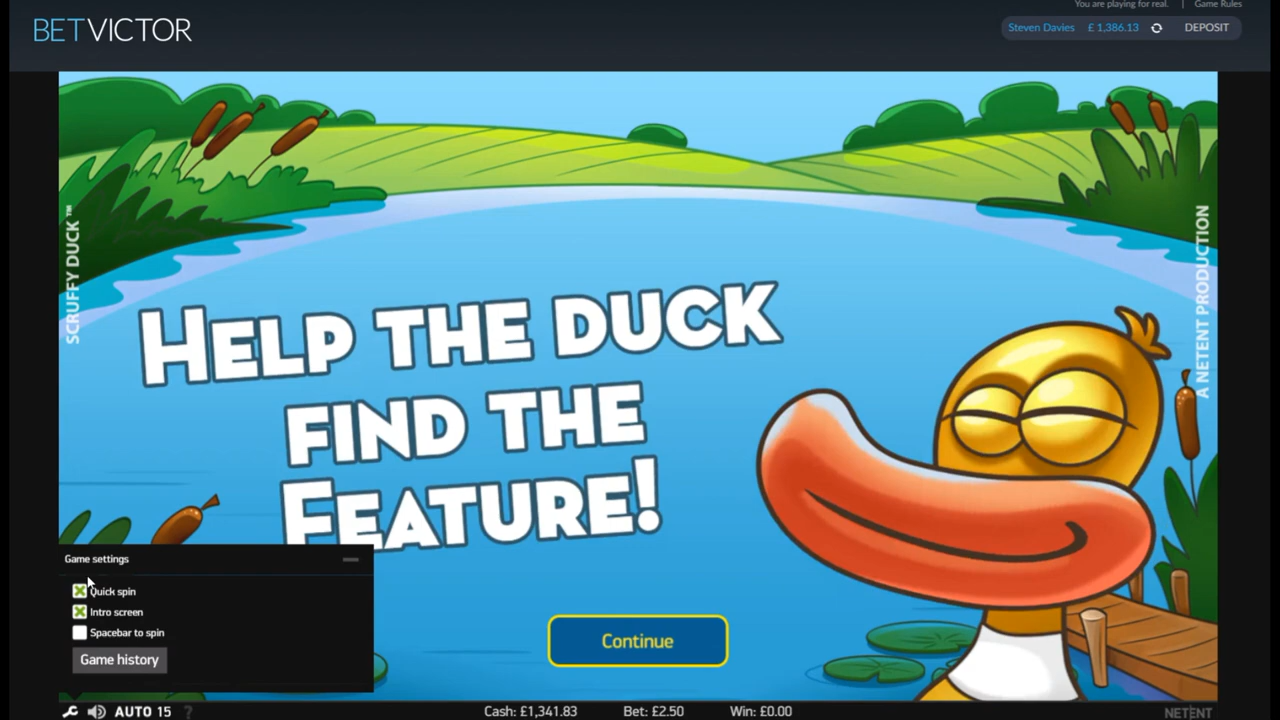 You are playing for real. | Game Rules
BETVICTOR
Steven Davies £ 1,386.13 DEPOSIT
SCRUFFY DUCK™
A NETENT PRODUCTION
HELP THE DUCK
FIND THE
FEATURE!
Game settings
Quick spin
Intro screen
Spacebar to spin
Game history
Continue
AUTO 15 ?
Cash: £1,341.83 Bet: £2.50 Win: £0.00
NETENT